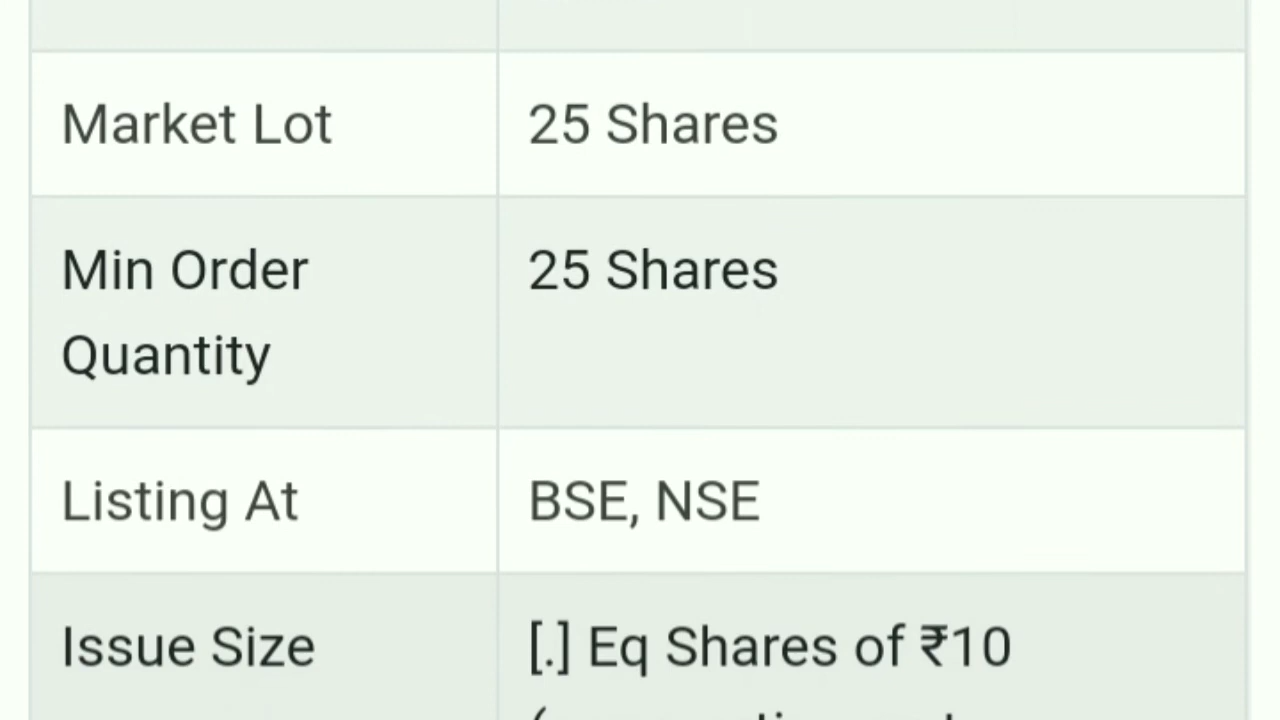 Market Lot 25 Shares
Min Order 25 Shares
Quantity
Listing At BSE, NSE
Issue Size [.] Eq Shares of ₹10